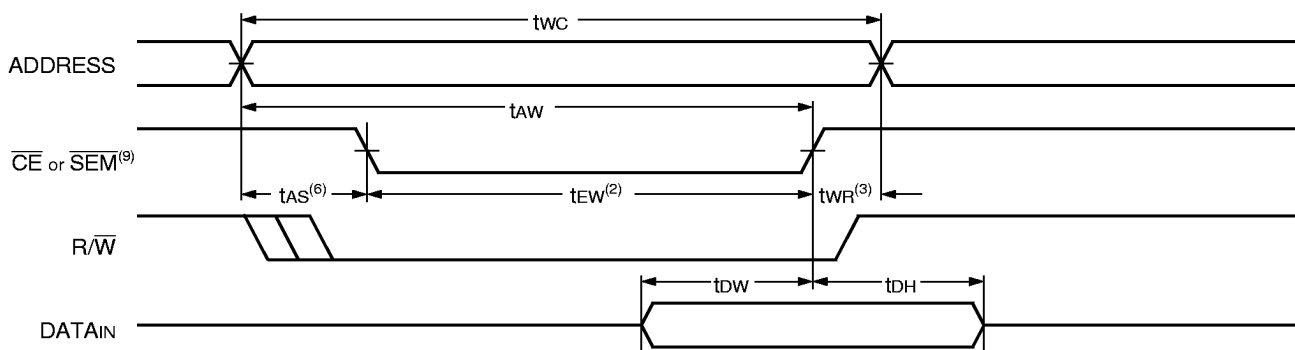 tWC
ADDRESS
tAW
CE or SEM(9)
tAS(6) tEW(2) tWR(3)
R/W
tDW tDH
DATAIN